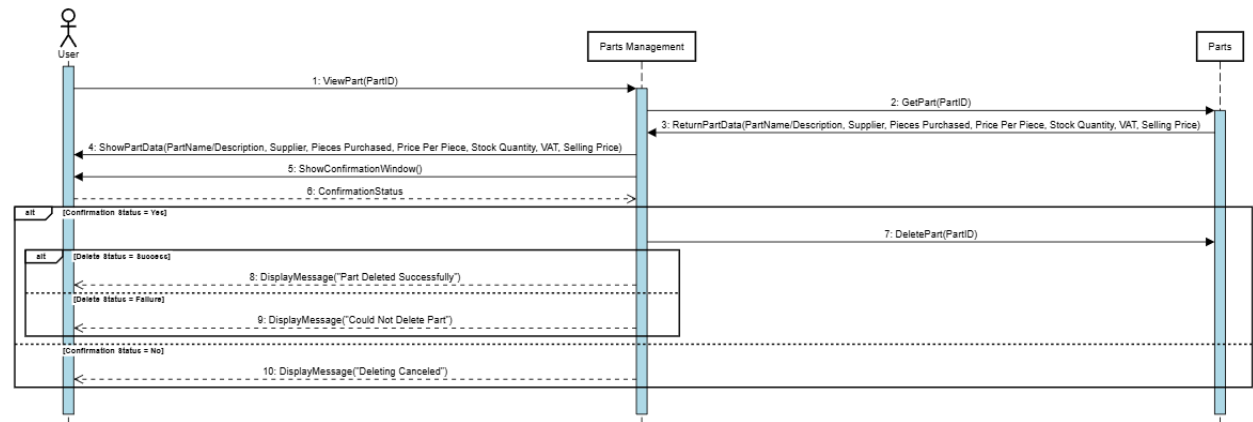 User
Parts Management
Parts
1: ViewPart(PartID)
2: GetPart(PartID)
3: ReturnPartData(PartName/Description, Supplier, Pieces Purchased, Price Per Piece, Stock Quantity, VAT, Selling Price)
4: ShowPartData(PartName/Description, Supplier, Pieces Purchased, Price Per Piece, Stock Quantity, VAT, Selling Price)
5: ShowConfirmationWindow()
6: ConfirmationStatus
alt [Confirmation Status = Yes]
7: DeletePart(PartID)
alt [Delete Status = Success]
8: DisplayMessage("Part Deleted Successfully")
[Delete Status = Failure]
9: DisplayMessage("Could Not Delete Part")
[Confirmation Status = No]
10: DisplayMessage("Deleting Canceled")